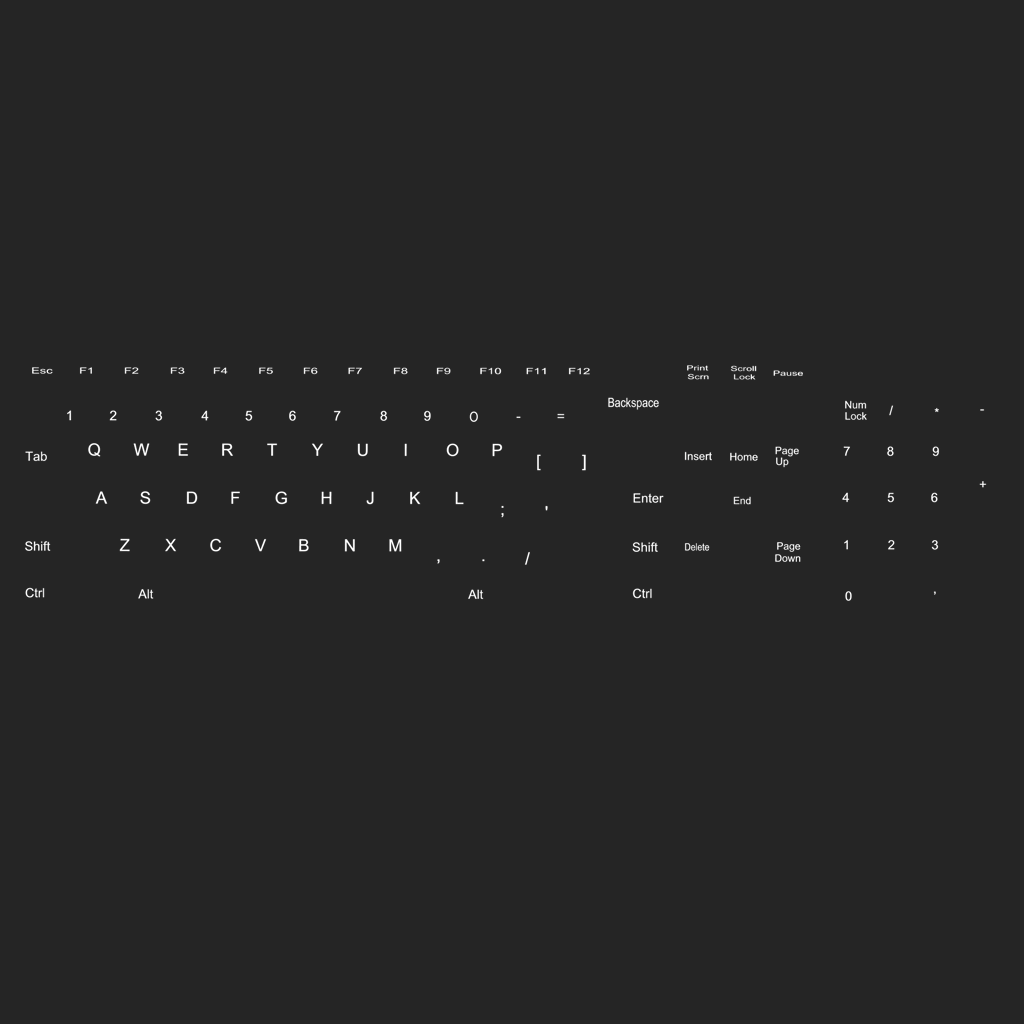 Esc F1 F2 F3 F4 F5 F6 F7 F8 F9 F10 F11 F12 Print Scrn Scroll Lock Pause
1 2 3 4 5 6 7 8 9 0 - = Backspace Num Lock / * -
Tab Q W E R T Y U I O P [ ] Insert Home Page Up 7 8 9
A S D F G H J K L ; ' Enter End 4 5 6 +
Shift Z X C V B N M , . / Shift Delete Page Down 1 2 3
Ctrl Alt Alt Ctrl 0 '